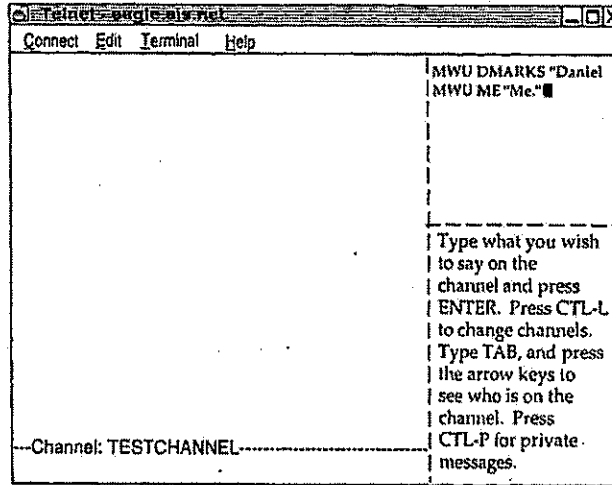 Telnet - eagle.ais.net
Connect Edit Terminal Help
MWU DMARKS "Daniel
MWU ME "Me."
Type what you wish
to say on the
channel and press
ENTER. Press CTL-L
to change channels.
Type TAB, and press
the arrow keys to
see who is on the
channel. Press
CTL-P for private
messages.
---Channel: TESTCHANNEL---